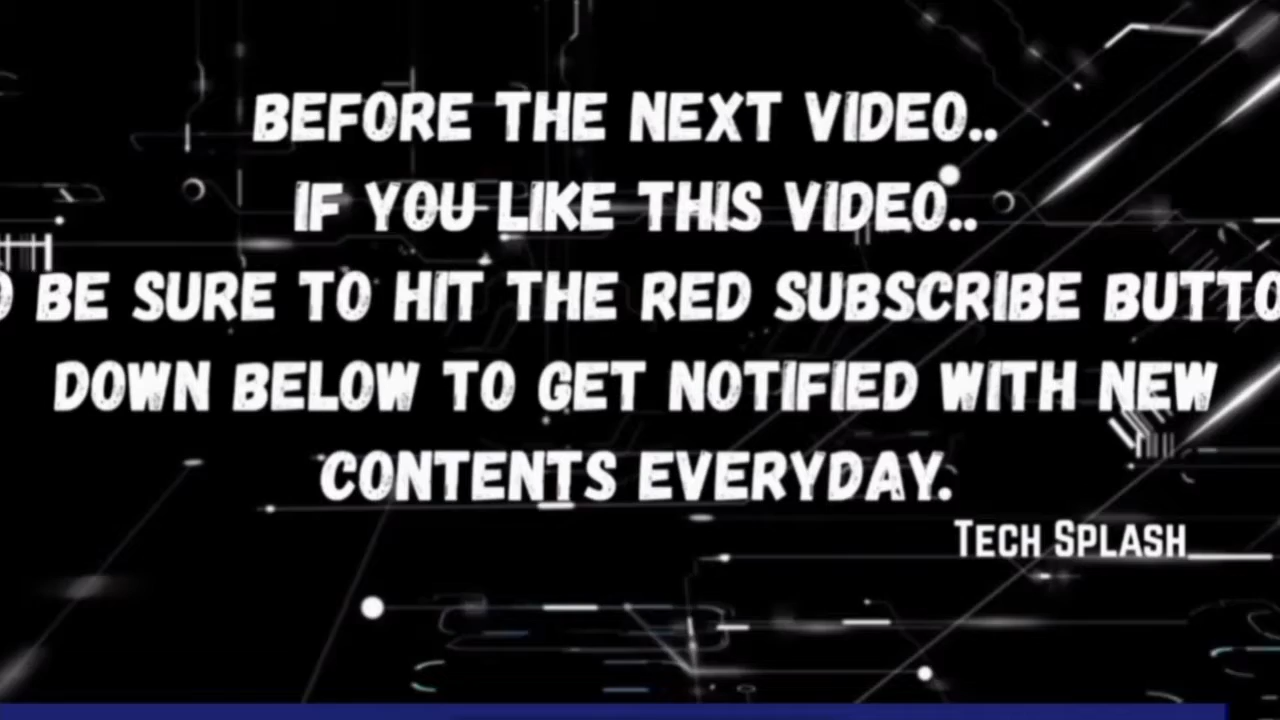 BEFORE THE NEXT VIDEO..
IF YOU LIKE THIS VIDEO..
BE SURE TO HIT THE RED SUBSCRIBE BUTTO
DOWN BELOW TO GET NOTIFIED WITH NEW
CONTENTS EVERYDAY.
Tech Splash